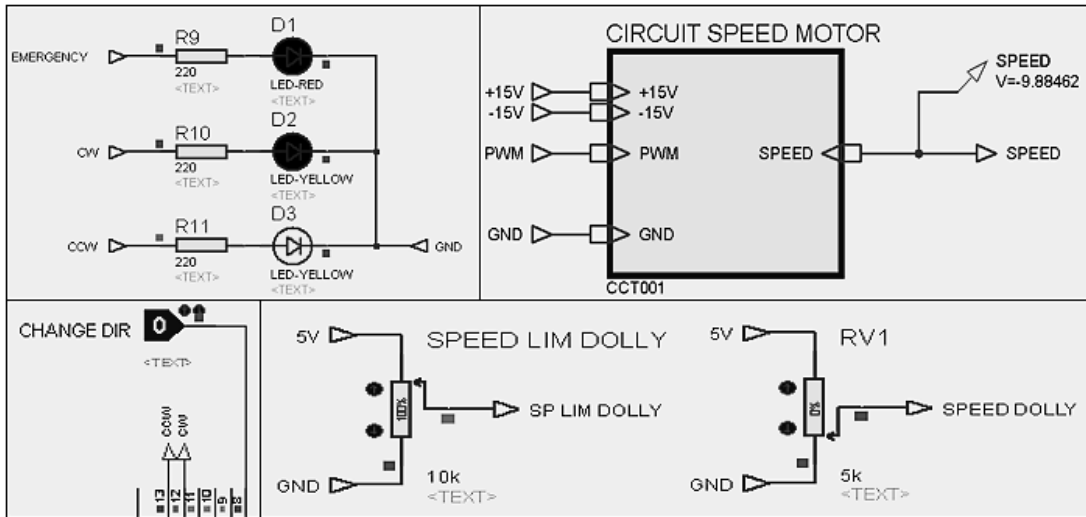 EMERGENCY
R9
220
<TEXT>
D1
LED-RED
<TEXT>
CW
R10
220
<TEXT>
D2
LED-YELLOW
<TEXT>
CCW
R11
220
<TEXT>
D3
LED-YELLOW
<TEXT>
GND
CIRCUIT SPEED MOTOR
+15V
-15V
PWM
GND
+15V
-15V
PWM
GND
SPEED
CCT001
SPEED
V=-9.88462
SPEED
CHANGE DIR
0
<TEXT>
CCW
CW
13
12
11
10
9
8
5V
SPEED LIM DOLLY
100%
SP LIM DOLLY
GND
10k
<TEXT>
5V
RV1
0%
SPEED DOLLY
GND
5k
<TEXT>